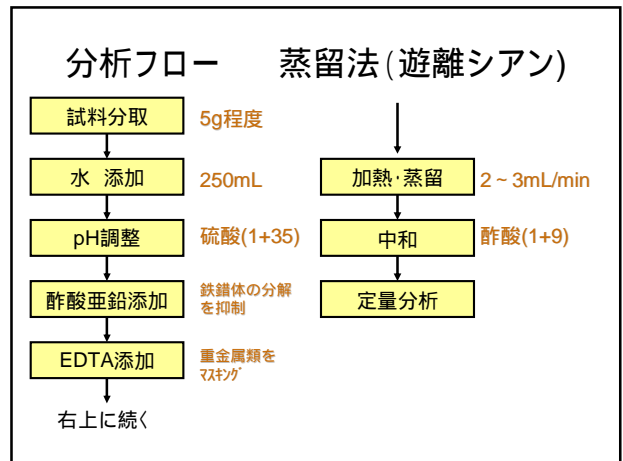 分析フロー 蒸留法(遊離シアン)
試料分取 5g程度
水 添加 250mL
pH調整 硫酸(1+35)
酢酸亜鉛添加 鉄錯体の分解
を抑制
EDTA添加 重金属類を
ﾏｽｷﾝｸﾞ
右上に続く
加熱･蒸留 2~3mL/min
中和 酢酸(1+9)
定量分析